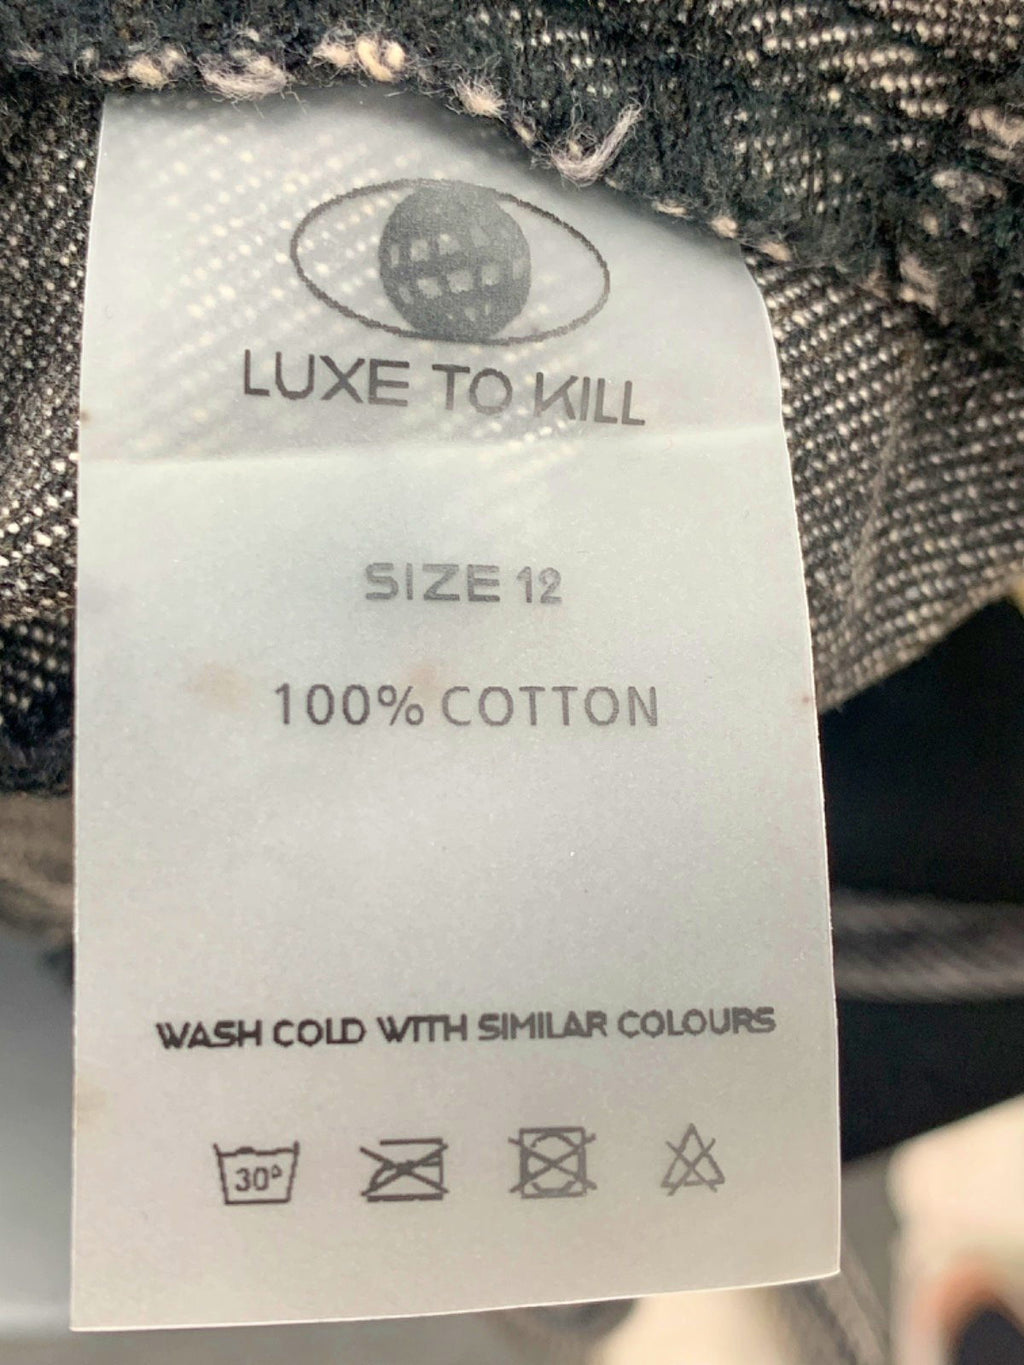 LUXE TO KILL
SIZE 12
100% COTTON
WASH COLD WITH SIMILAR COLOURS
30°